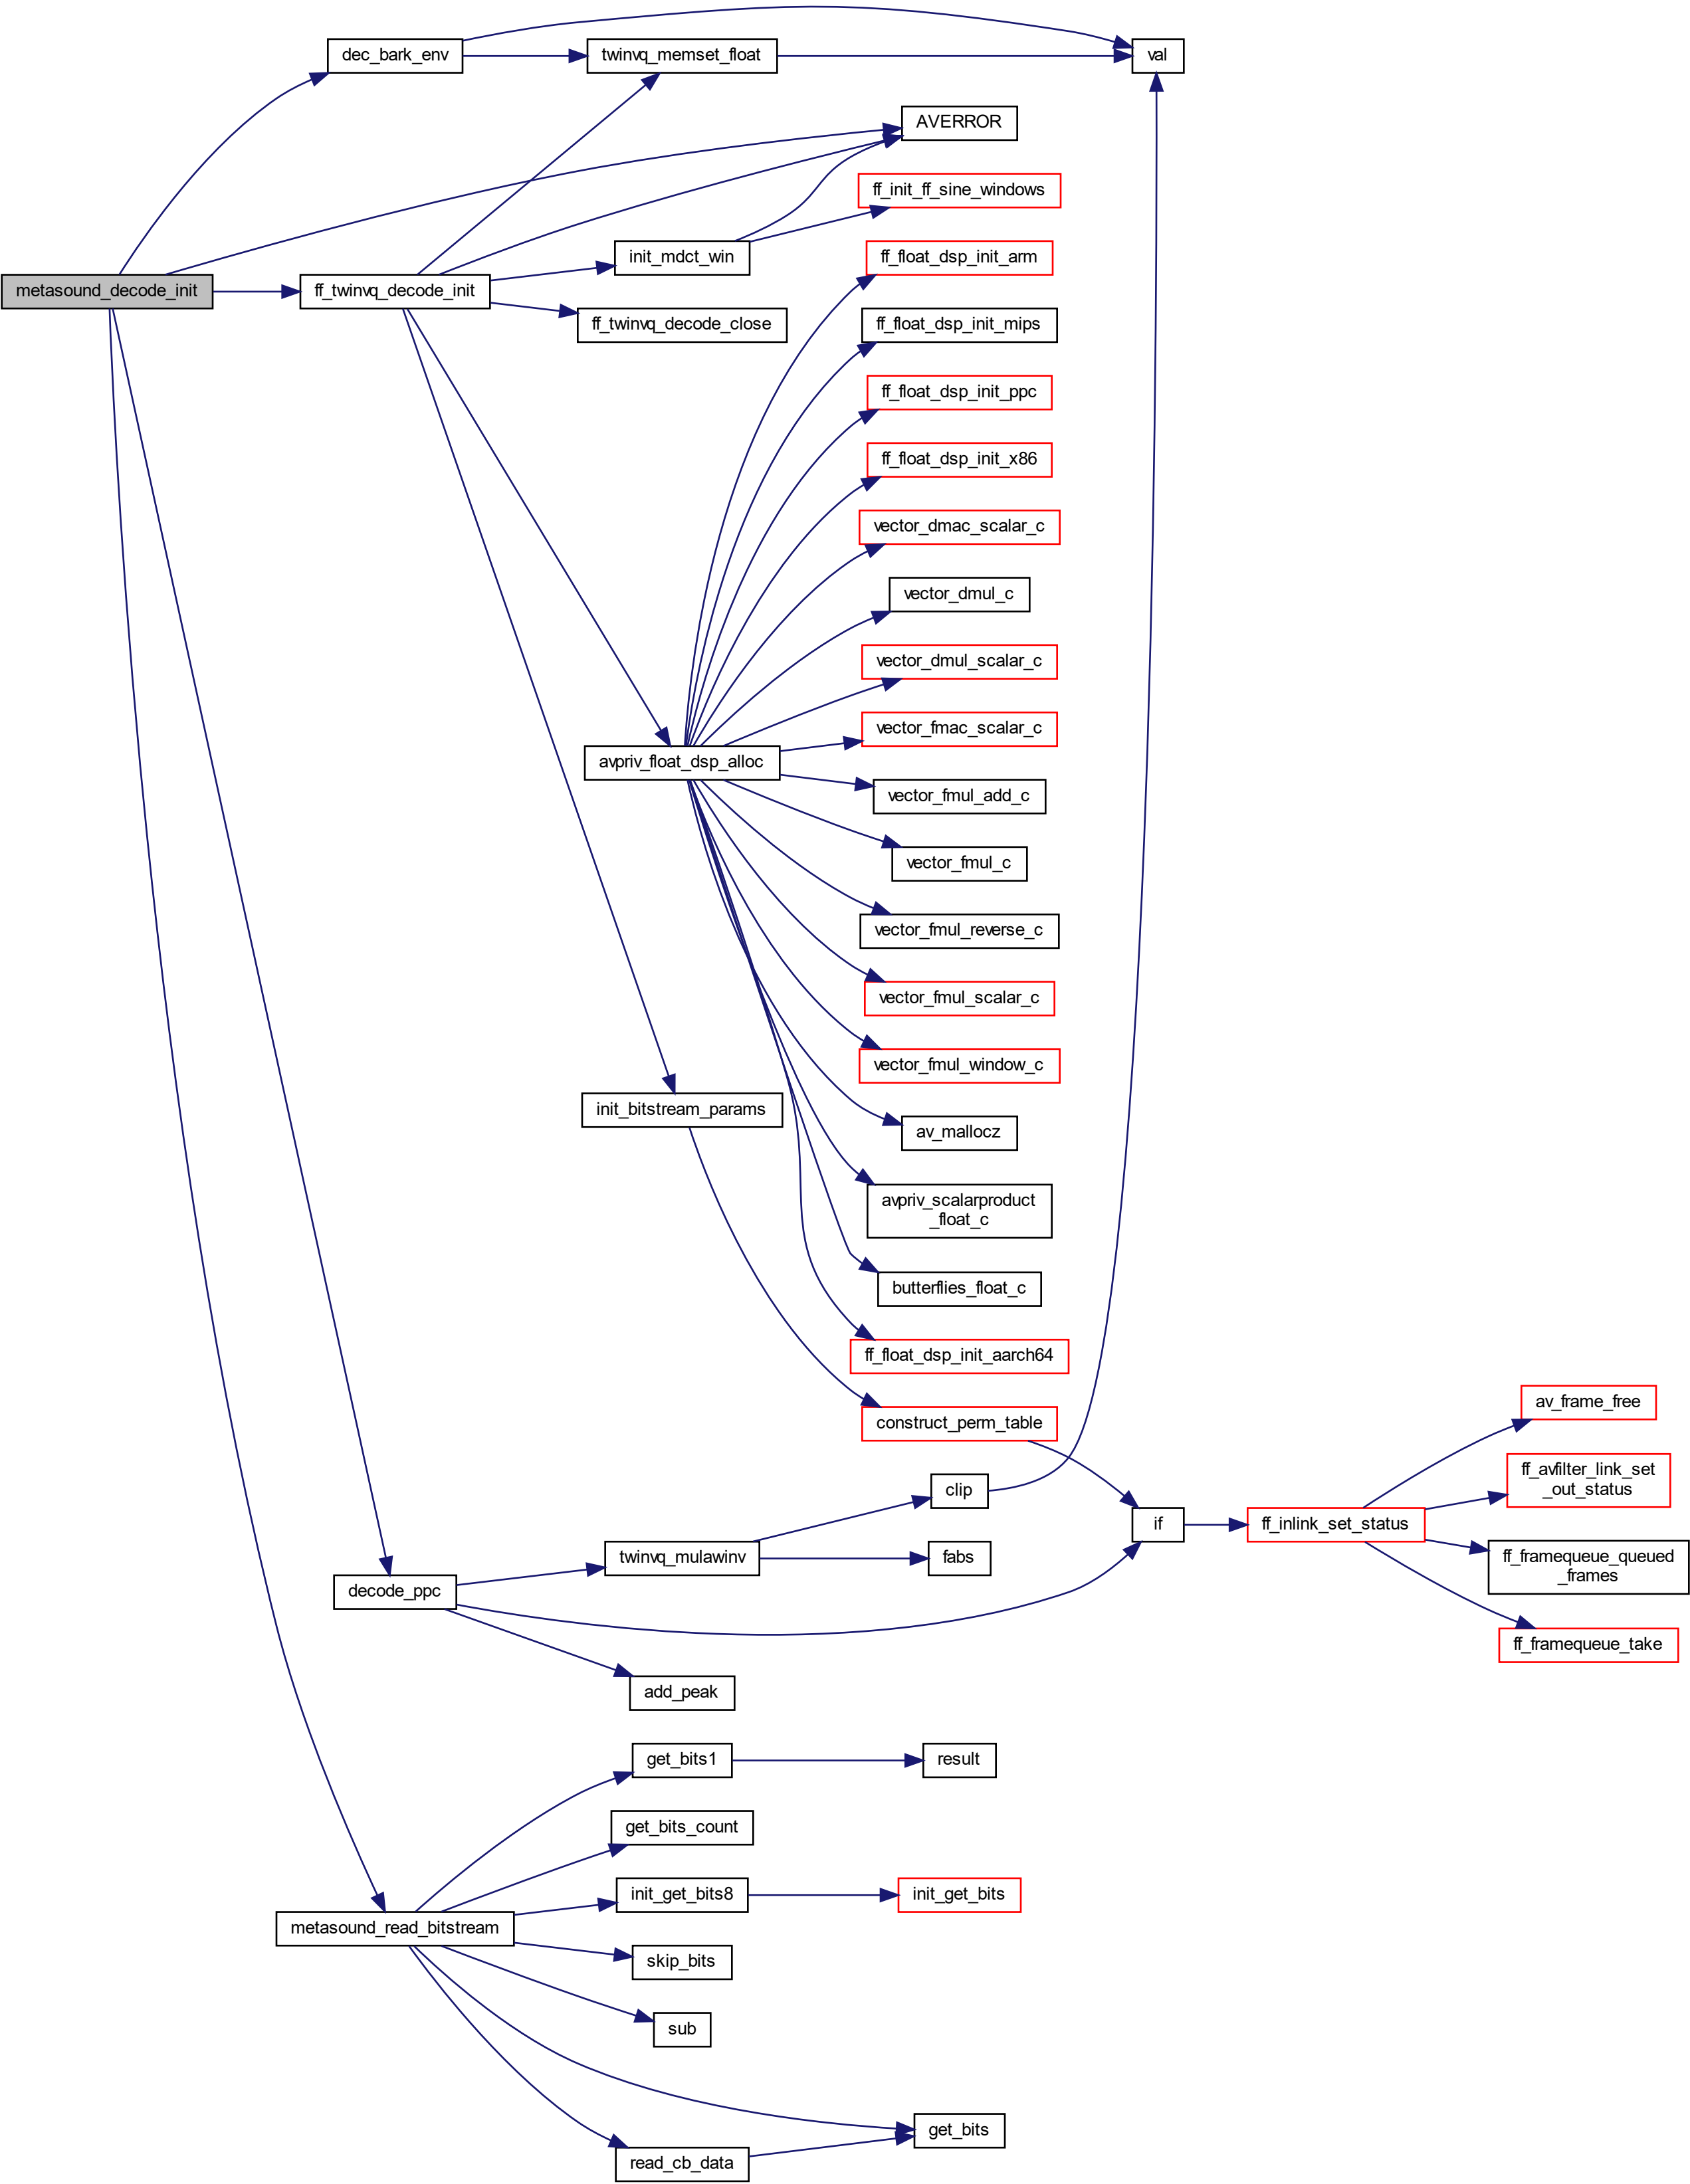 dec_bark_env
twinvq_memset_float
val
AVERROR
ff_init_ff_sine_windows
init_mdct_win
ff_float_dsp_init_arm
metasound_decode_init
ff_twinvq_decode_init
ff_twinvq_decode_close
ff_float_dsp_init_mips
ff_float_dsp_init_ppc
ff_float_dsp_init_x86
vector_dmac_scalar_c
vector_dmul_c
vector_dmul_scalar_c
vector_fmac_scalar_c
avpriv_float_dsp_alloc
vector_fmul_add_c
vector_fmul_c
vector_fmul_reverse_c
vector_fmul_scalar_c
vector_fmul_window_c
init_bitstream_params
av_mallocz
avpriv_scalarproduct
_float_c
butterflies_float_c
ff_float_dsp_init_aarch64
construct_perm_table
av_frame_free
clip
ff_avfilter_link_set
_out_status
if
ff_inlink_set_status
twinvq_mulawinv
fabs
ff_framequeue_queued
_frames
decode_ppc
ff_framequeue_take
add_peak
get_bits1
result
get_bits_count
init_get_bits8
init_get_bits
metasound_read_bitstream
skip_bits
sub
get_bits
read_cb_data